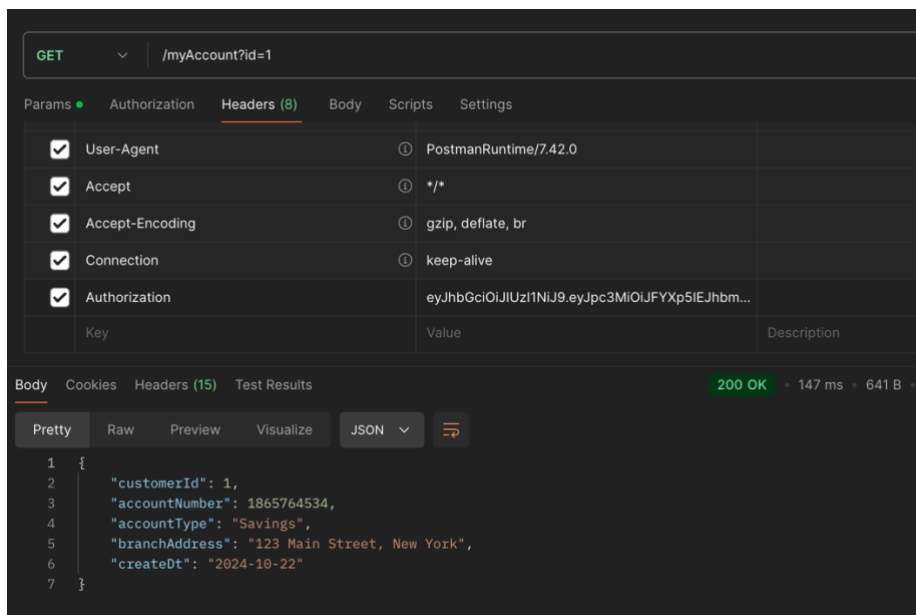 GET /myAccount?id=1
Params Authorization Headers (8) Body Scripts Settings
User-Agent PostmanRuntime/7.42.0
Accept */*
Accept-Encoding gzip, deflate, br
Connection keep-alive
Authorization eyJhbGciOiJIUzI1NiJ9.eyJpc3MiOiJFYXp5IEJhbm...
Key Value Description
Body Cookies Headers (15) Test Results 200 OK • 147 ms • 641 B •
Pretty Raw Preview Visualize JSON
1 {
2 "customerId": 1,
3 "accountNumber": 1865764534,
4 "accountType": "Savings",
5 "branchAddress": "123 Main Street, New York",
6 "createDt": "2024-10-22"
7 }